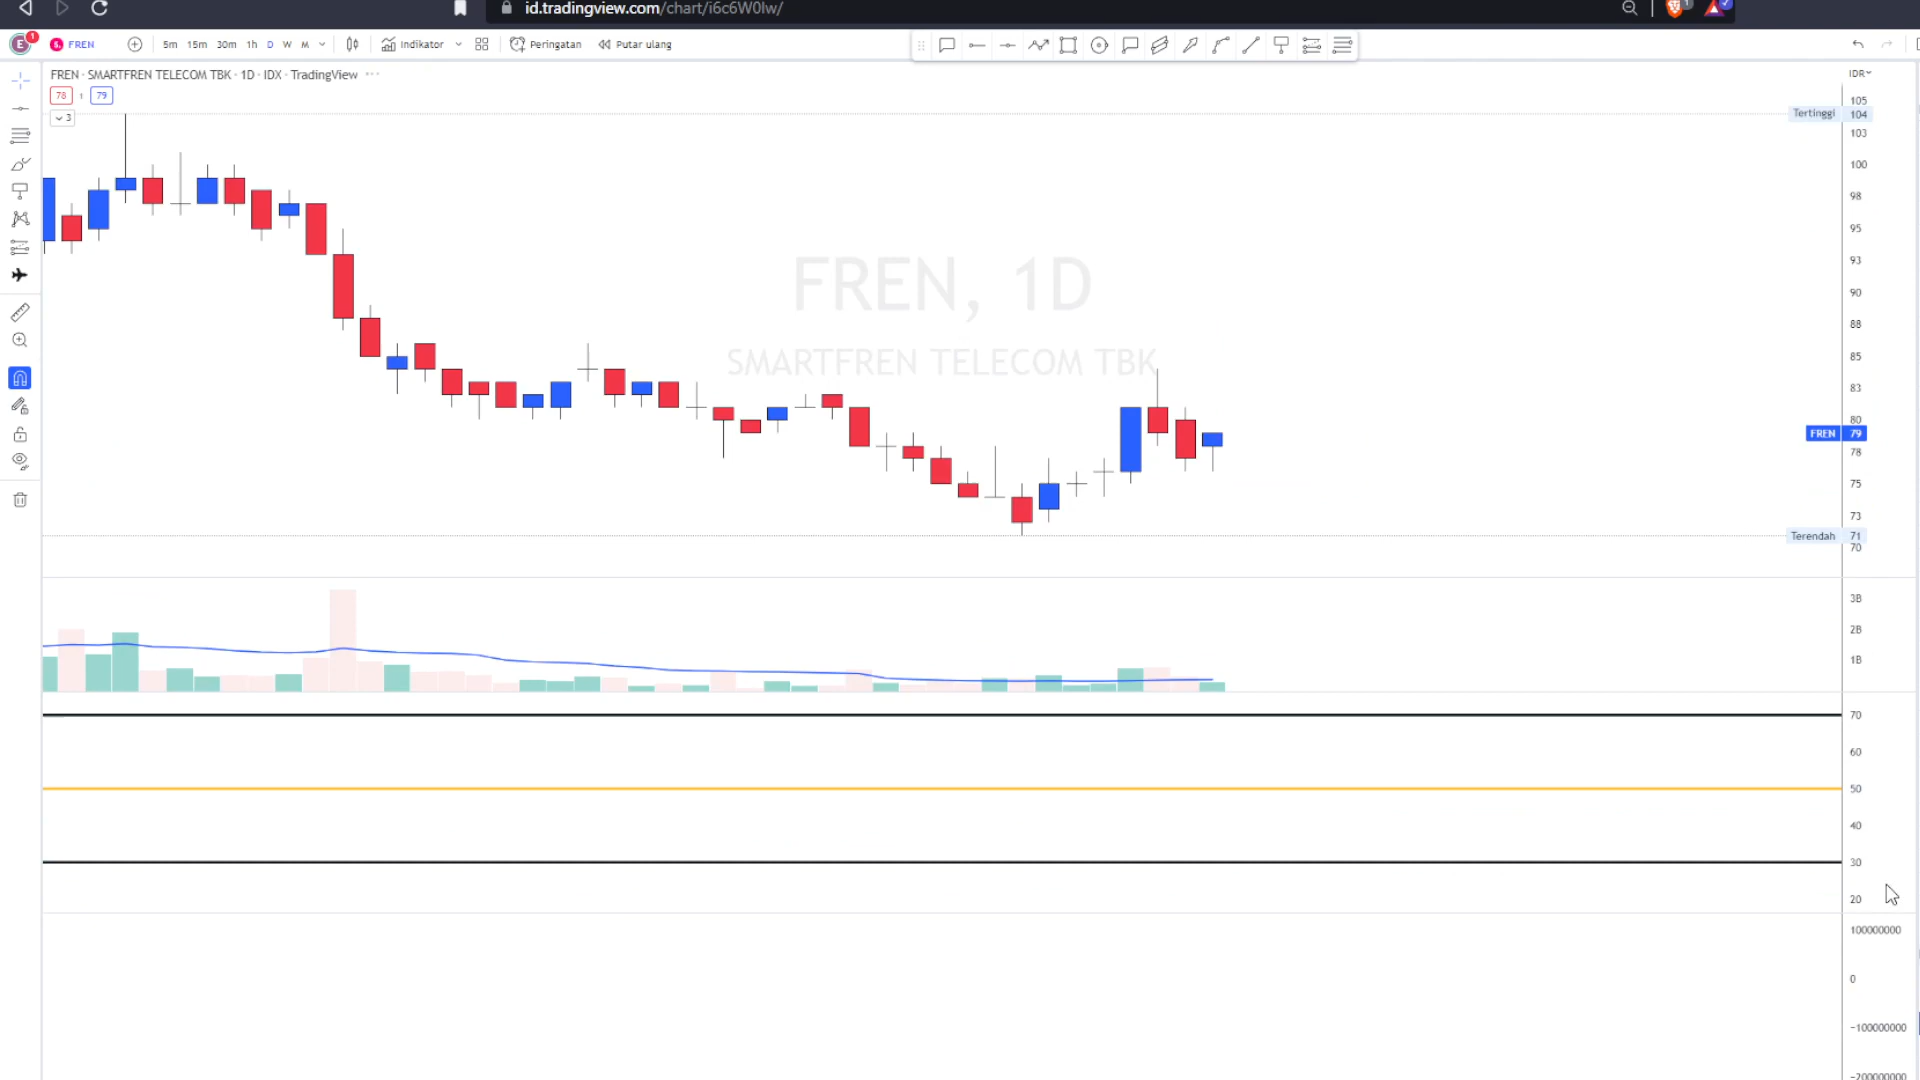 id.tradingview.com/chart/i6c6W0lw/
1
E 1 FREN 5m 15m 30m 1h D W M Indikator Peringatan Putar ulang
FREN · SMARTFREN TELECOM TBK · 1D · IDX · TradingView
78 1 79
3
IDR
105
Tertinggi 104
103
100
98
95
93
90
88
85
83
80
FREN 79
78
75
73
Terendah 71
70
FREN, 1D
SMARTFREN TELECOM TBK
3B
2B
1B
70
60
50
40
30
20
100000000
0
-100000000
-200000000